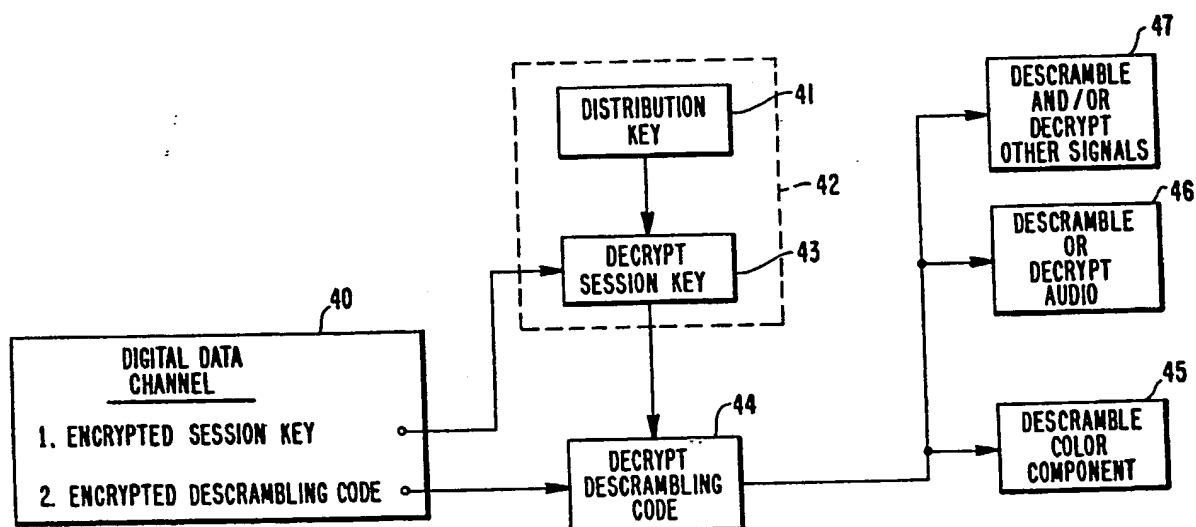 47
DESCRAMBLE
AND/OR
DECRYPT
OTHER SIGNALS
41
DISTRIBUTION
KEY
42
46
DESCRAMBLE
OR
DECRYPT
AUDIO
43
DECRYPT
SESSION KEY
40
DIGITAL DATA
CHANNEL
1. ENCRYPTED SESSION KEY
2. ENCRYPTED DESCRAMBLING CODE
44
DECRYPT
DESCRAMBLING
CODE
45
DESCRAMBLE
COLOR
COMPONENT